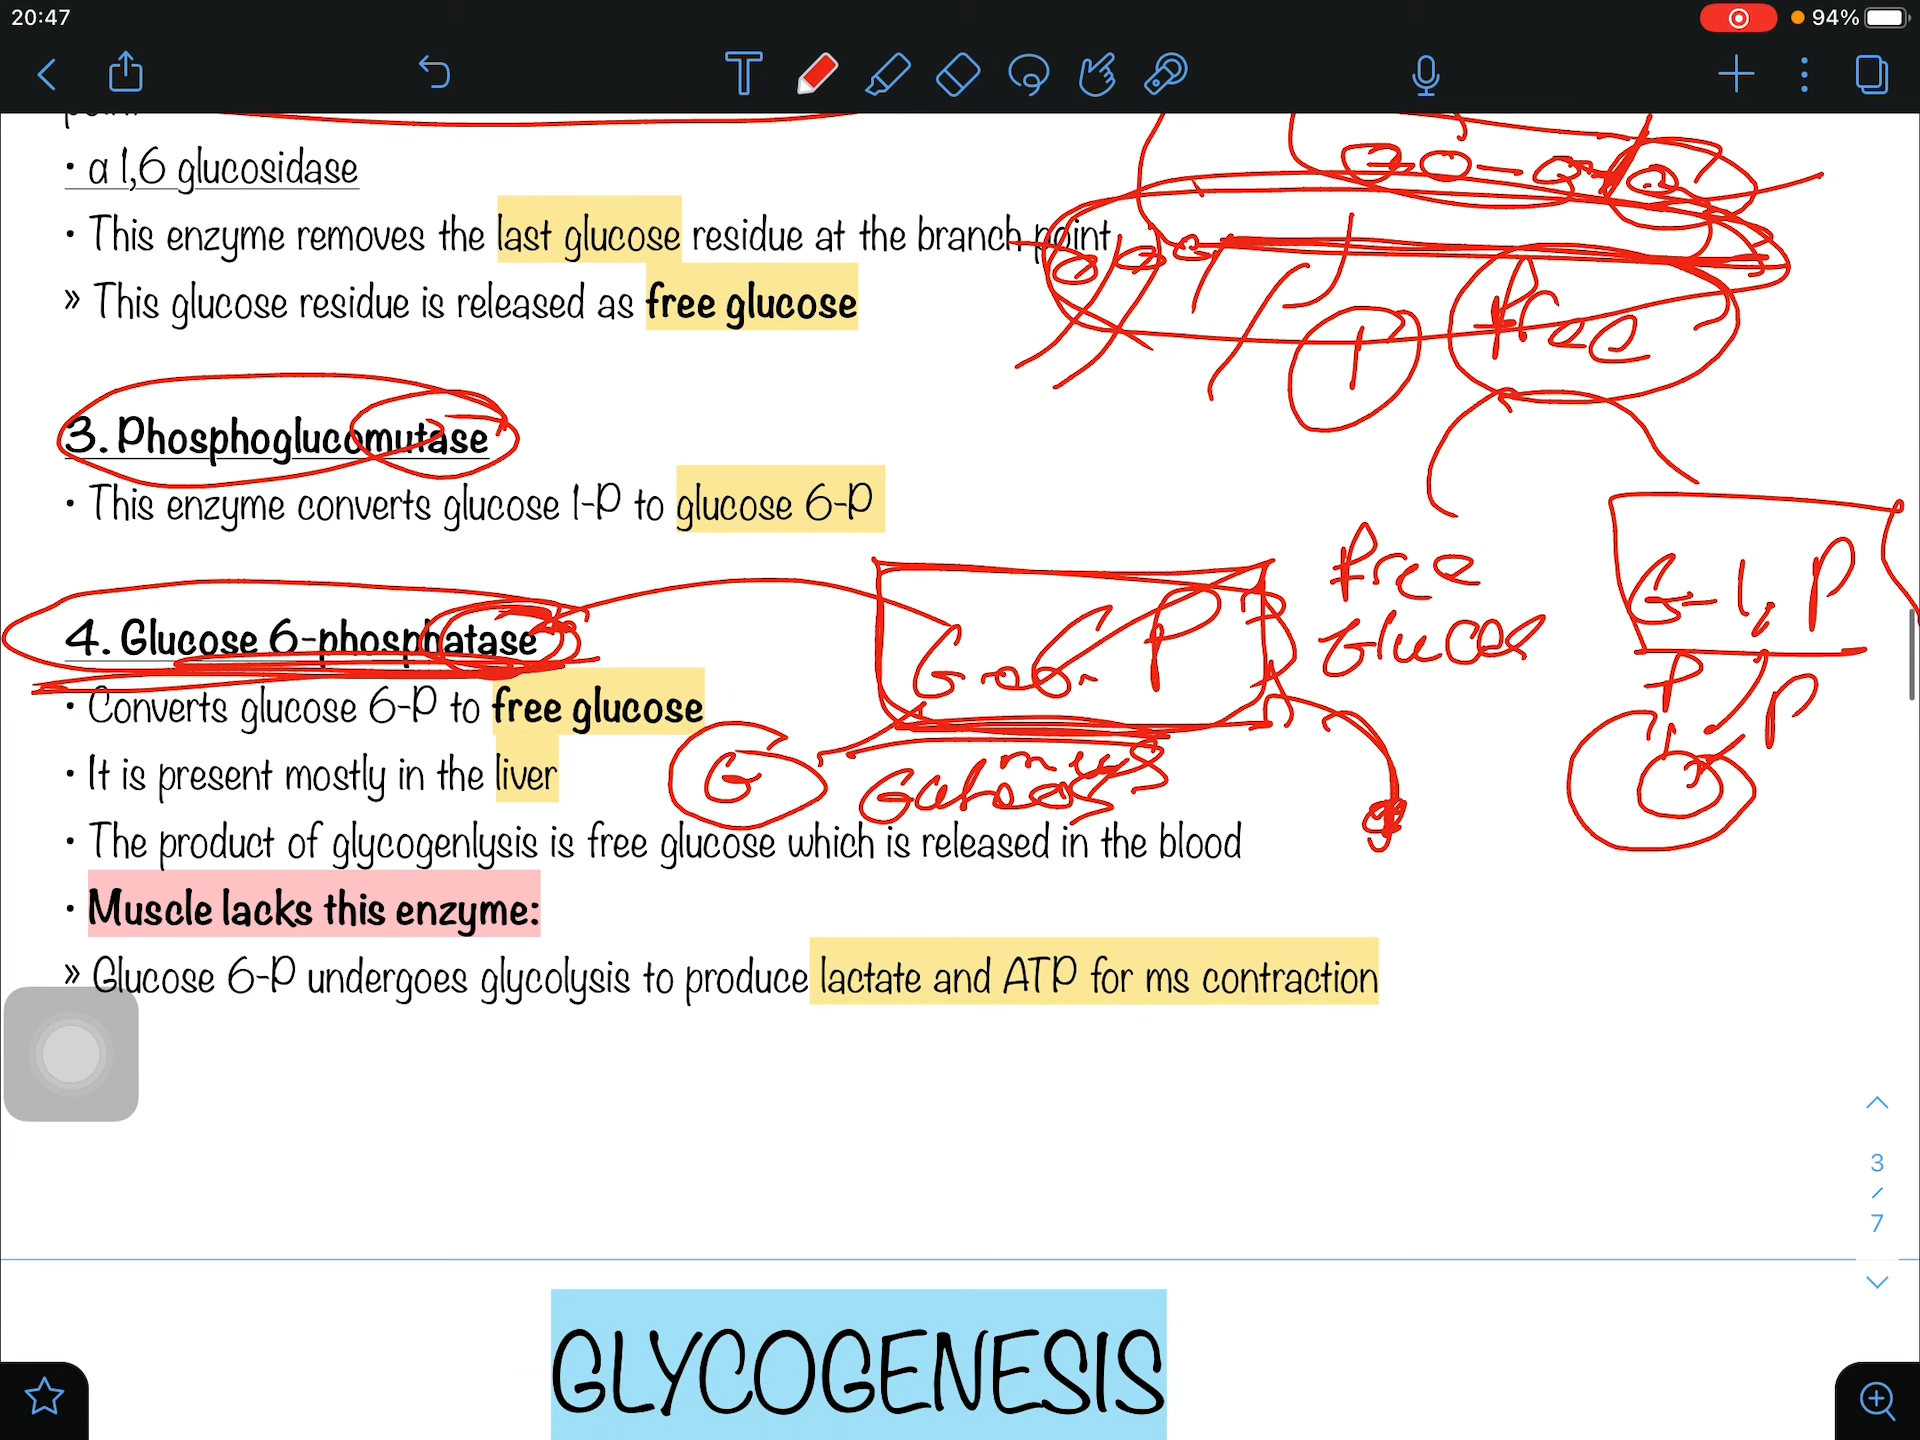 20:47
94%
• α 1,6 glucosidase
• This enzyme removes the last glucose residue at the branch point
» This glucose residue is released as free glucose
free
1
3. Phosphoglucomutase
• This enzyme converts glucose 1-P to glucose 6-P
free
Glucose
G-1,P
P
P
G-6-P
4. Glucose 6-phosphatase
• Converts glucose 6-P to free glucose
G
• It is present mostly in the liver
• The product of glycogenlysis is free glucose which is released in the blood
• Muscle lacks this enzyme:
» Glucose 6-P undergoes glycolysis to produce lactate and ATP for ms contraction
3
/
7
GLYCOGENESIS